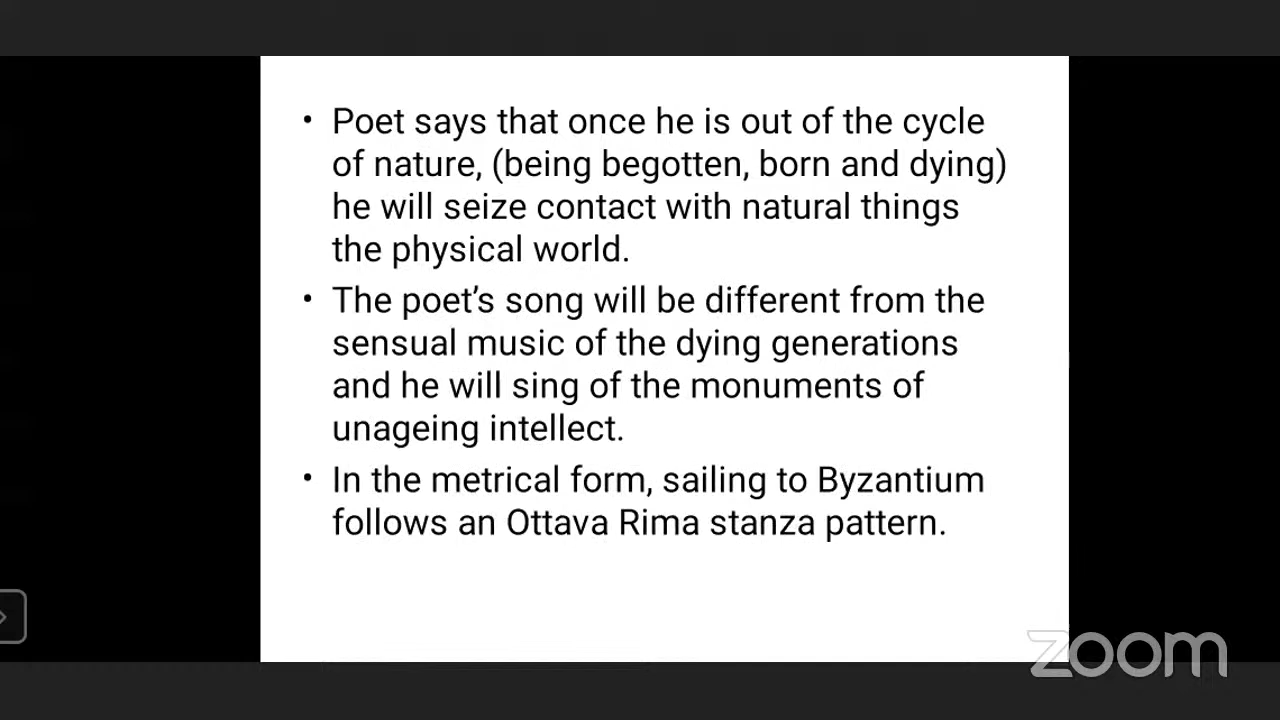 • Poet says that once he is out of the cycle
of nature, (being begotten, born and dying)
he will seize contact with natural things
the physical world.
• The poet’s song will be different from the
sensual music of the dying generations
and he will sing of the monuments of
unageing intellect.
• In the metrical form, sailing to Byzantium
follows an Ottava Rima stanza pattern.
zoom